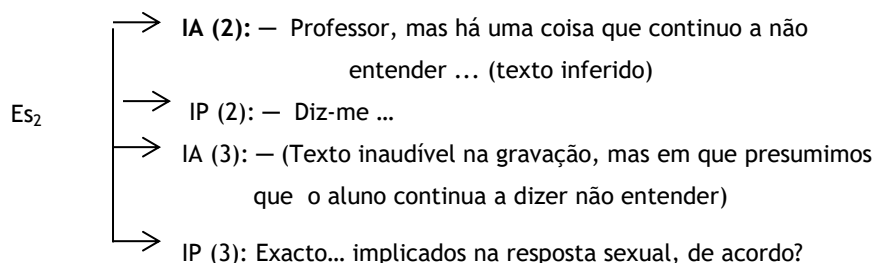 IA (2): — Professor, mas há uma coisa que continuo a não
entender ... (texto inferido)
Es₂
IP (2): — Diz-me …
IA (3): — (Texto inaudível na gravação, mas em que presumimos
que o aluno continua a dizer não entender)
IP (3): Exacto… implicados na resposta sexual, de acordo?